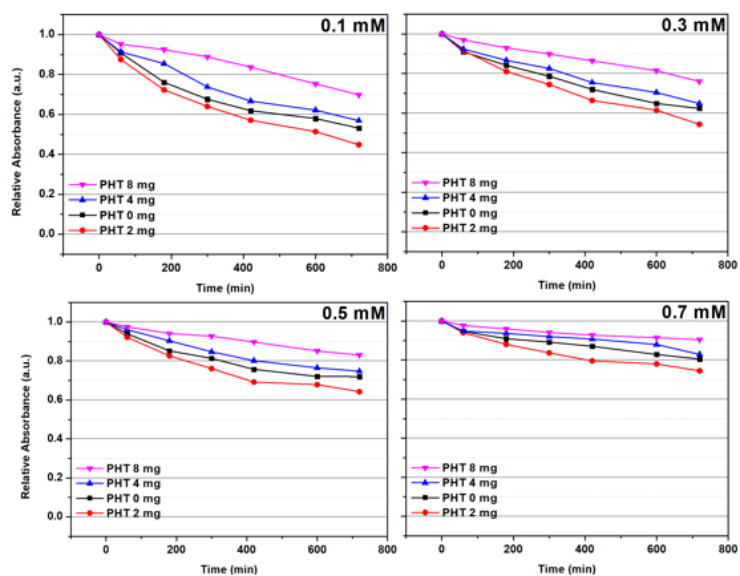 0.1 mM
1.0
0.8
0.6
0.4
0.2
0.0
Relative Absorbance (a.u.)
PHT 8 mg
PHT 4 mg
PHT 0 mg
PHT 2 mg
0 200 400 600 800
Time (min)
0.3 mM
PHT 8 mg
PHT 4 mg
PHT 0 mg
PHT 2 mg
0 200 400 600 800
Time (min)
0.5 mM
1.0
0.8
0.6
0.4
0.2
0.0
Relative Absorbance (a.u.)
PHT 8 mg
PHT 4 mg
PHT 0 mg
PHT 2 mg
0 200 400 600 800
Time (min)
0.7 mM
PHT 8 mg
PHT 4 mg
PHT 0 mg
PHT 2 mg
0 200 400 600 800
Time (min)